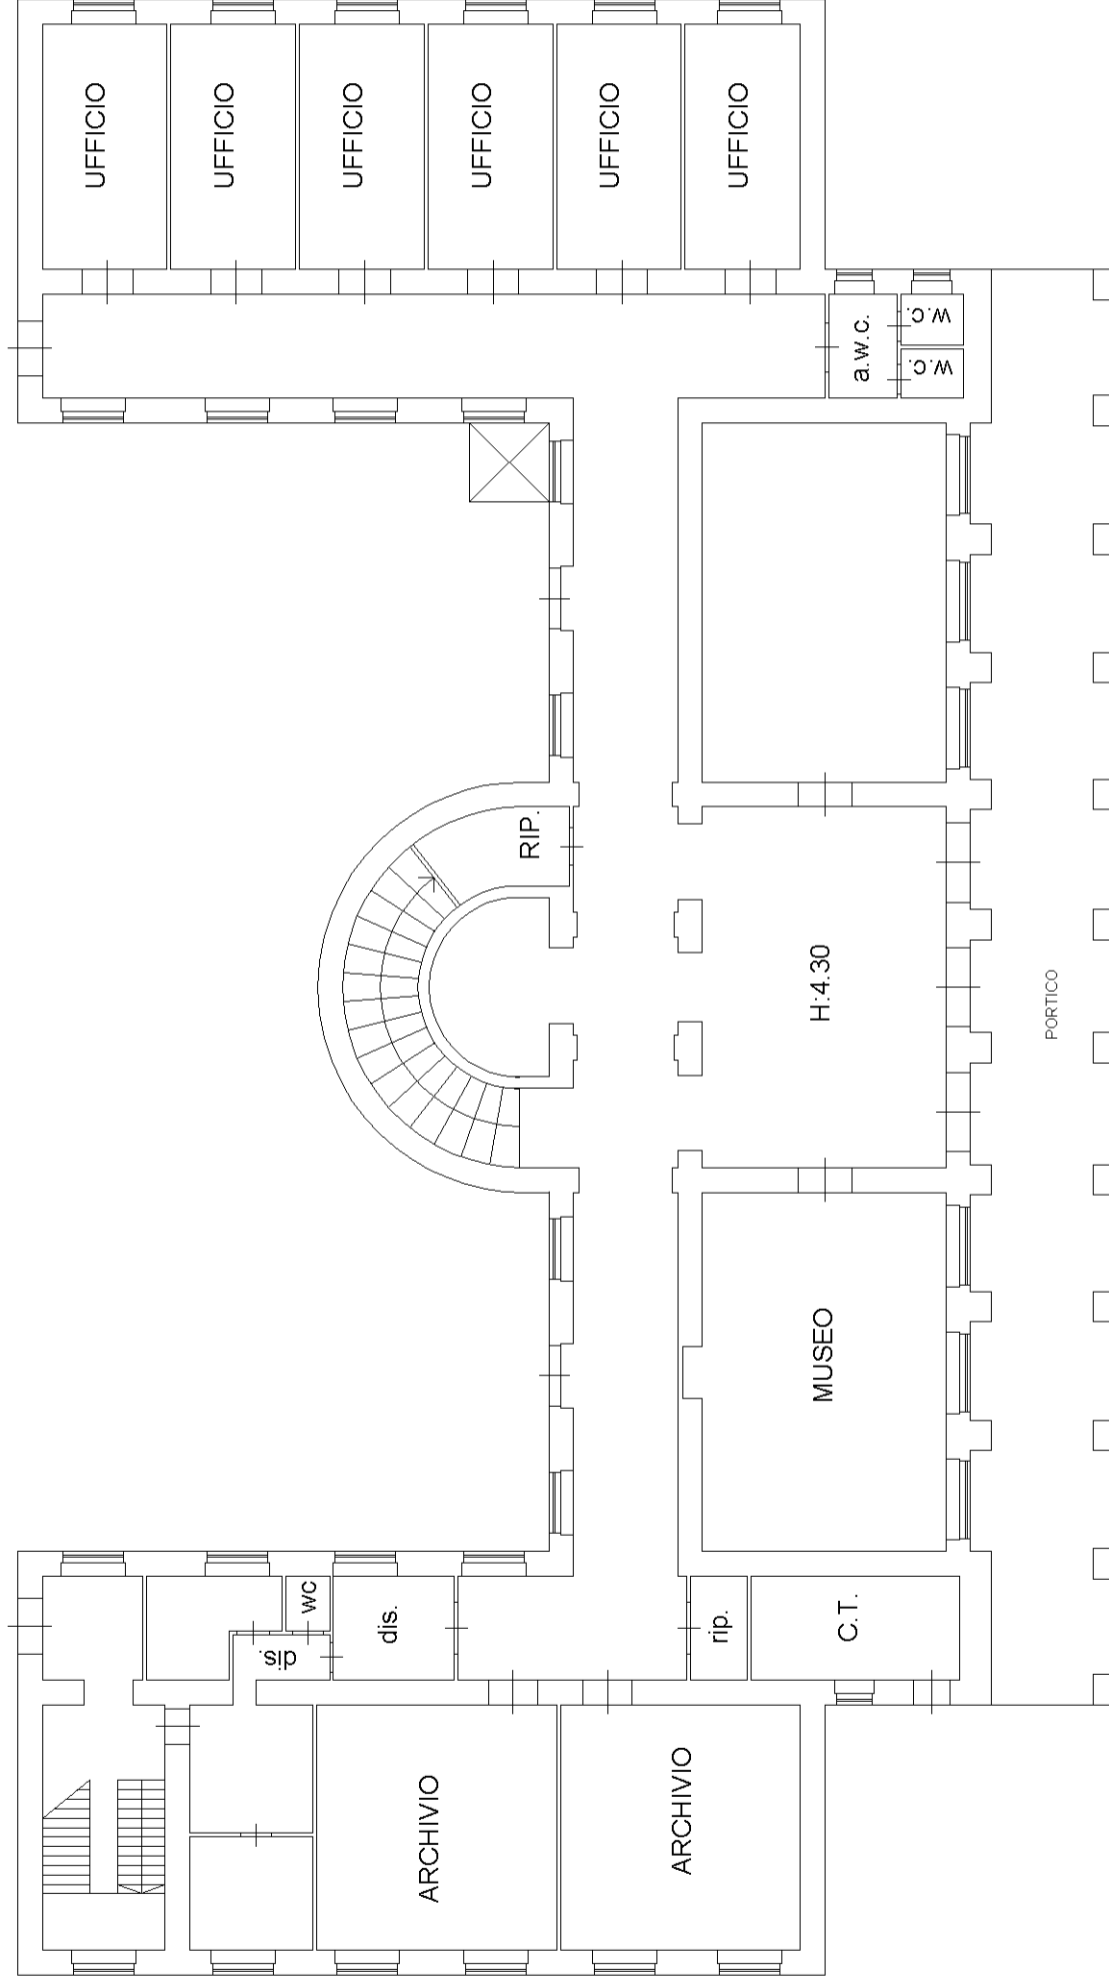 UFFICIO
UFFICIO
UFFICIO
UFFICIO
UFFICIO
UFFICIO
a.w.c.
w.c.
w.c.
RIP.
H:4.30
PORTICO
MUSEO
wc
dis.
dis.
rip.
C.T.
ARCHIVIO
ARCHIVIO